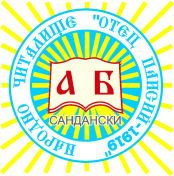 НАРОДНО ЧИТАЛИЩЕ "ОТЕЦ ПАИСИЙ-1919"
А Б
САНДАНСКИ